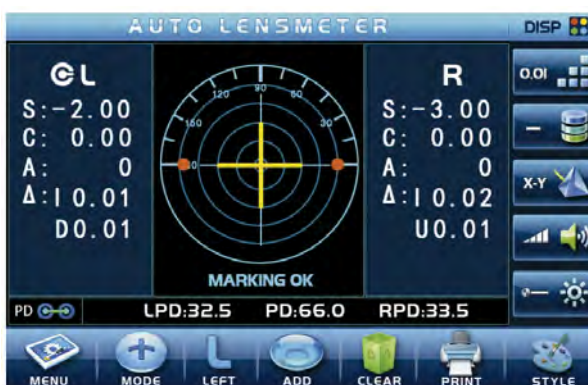 AUTO LENSMETER
DISP
L
S:-2.00
C: 0.00
A: 0
Δ:I 0.01
D0.01
120
90
60
150
30
0
MARKING OK
R
S:-3.00
C: 0.00
A: 0
Δ:I 0.02
U0.01
0.01
X-Y
PD
LPD:32.5
PD:66.0
RPD:33.5
MENU
MODE
LEFT
ADD
CLEAR
PRINT
STYLE